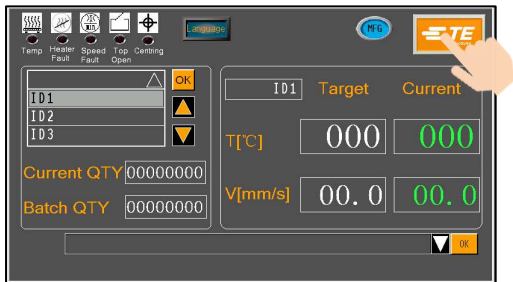 Language
MFG
TE
Temp Heater Fault Speed Fault Top Open Centring
OK
ID1
ID2
ID3
Current QTY 00000000
Batch QTY 00000000
ID1 Target Current
T[℃] 000 000
V[mm/s] 00.0 00.0
OK